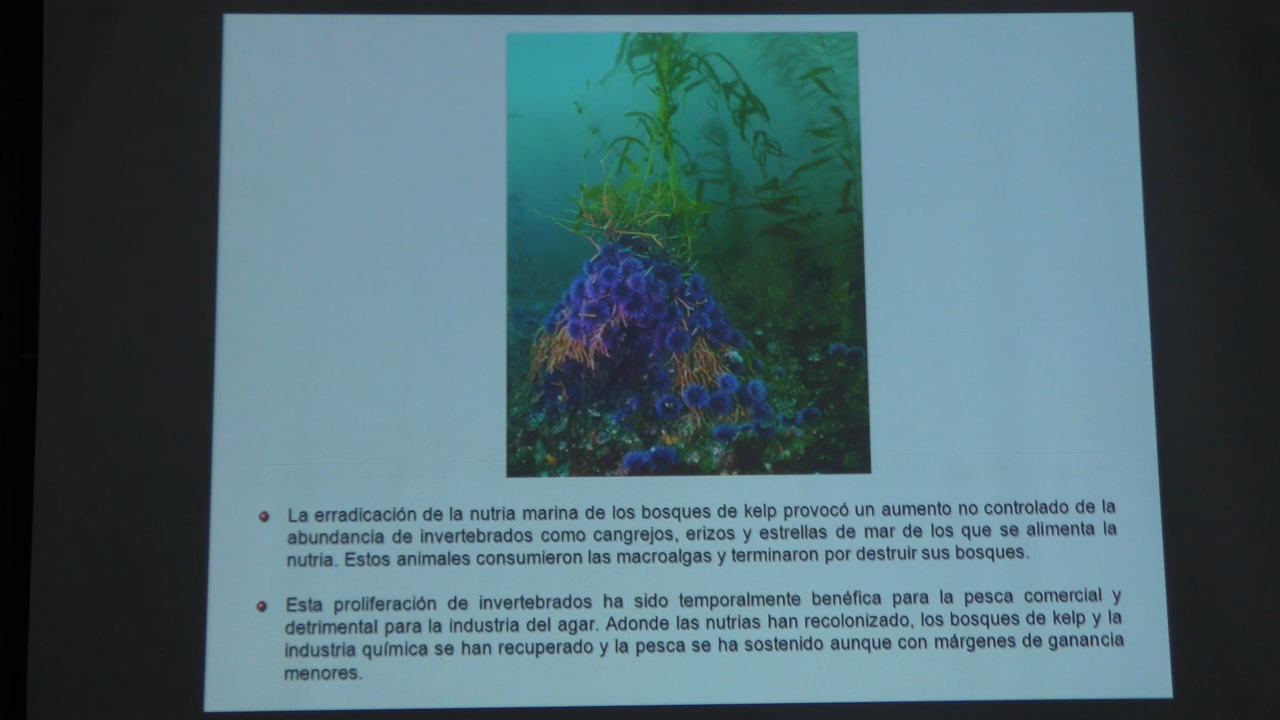 La erradicación de la nutria marina de los bosques de kelp provocó un aumento no controlado de la
abundancia de invertebrados como cangrejos, erizos y estrellas de mar de los que se alimenta la
nutria. Estos animales consumieron las macroalgas y terminaron por destruir sus bosques.
Esta proliferación de invertebrados ha sido temporalmente benéfica para la pesca comercial y
detrimental para la industria del agar. Adonde las nutrias han recolonizado, los bosques de kelp y la
industria química se han recuperado y la pesca se ha sostenido aunque con márgenes de ganancia
menores.